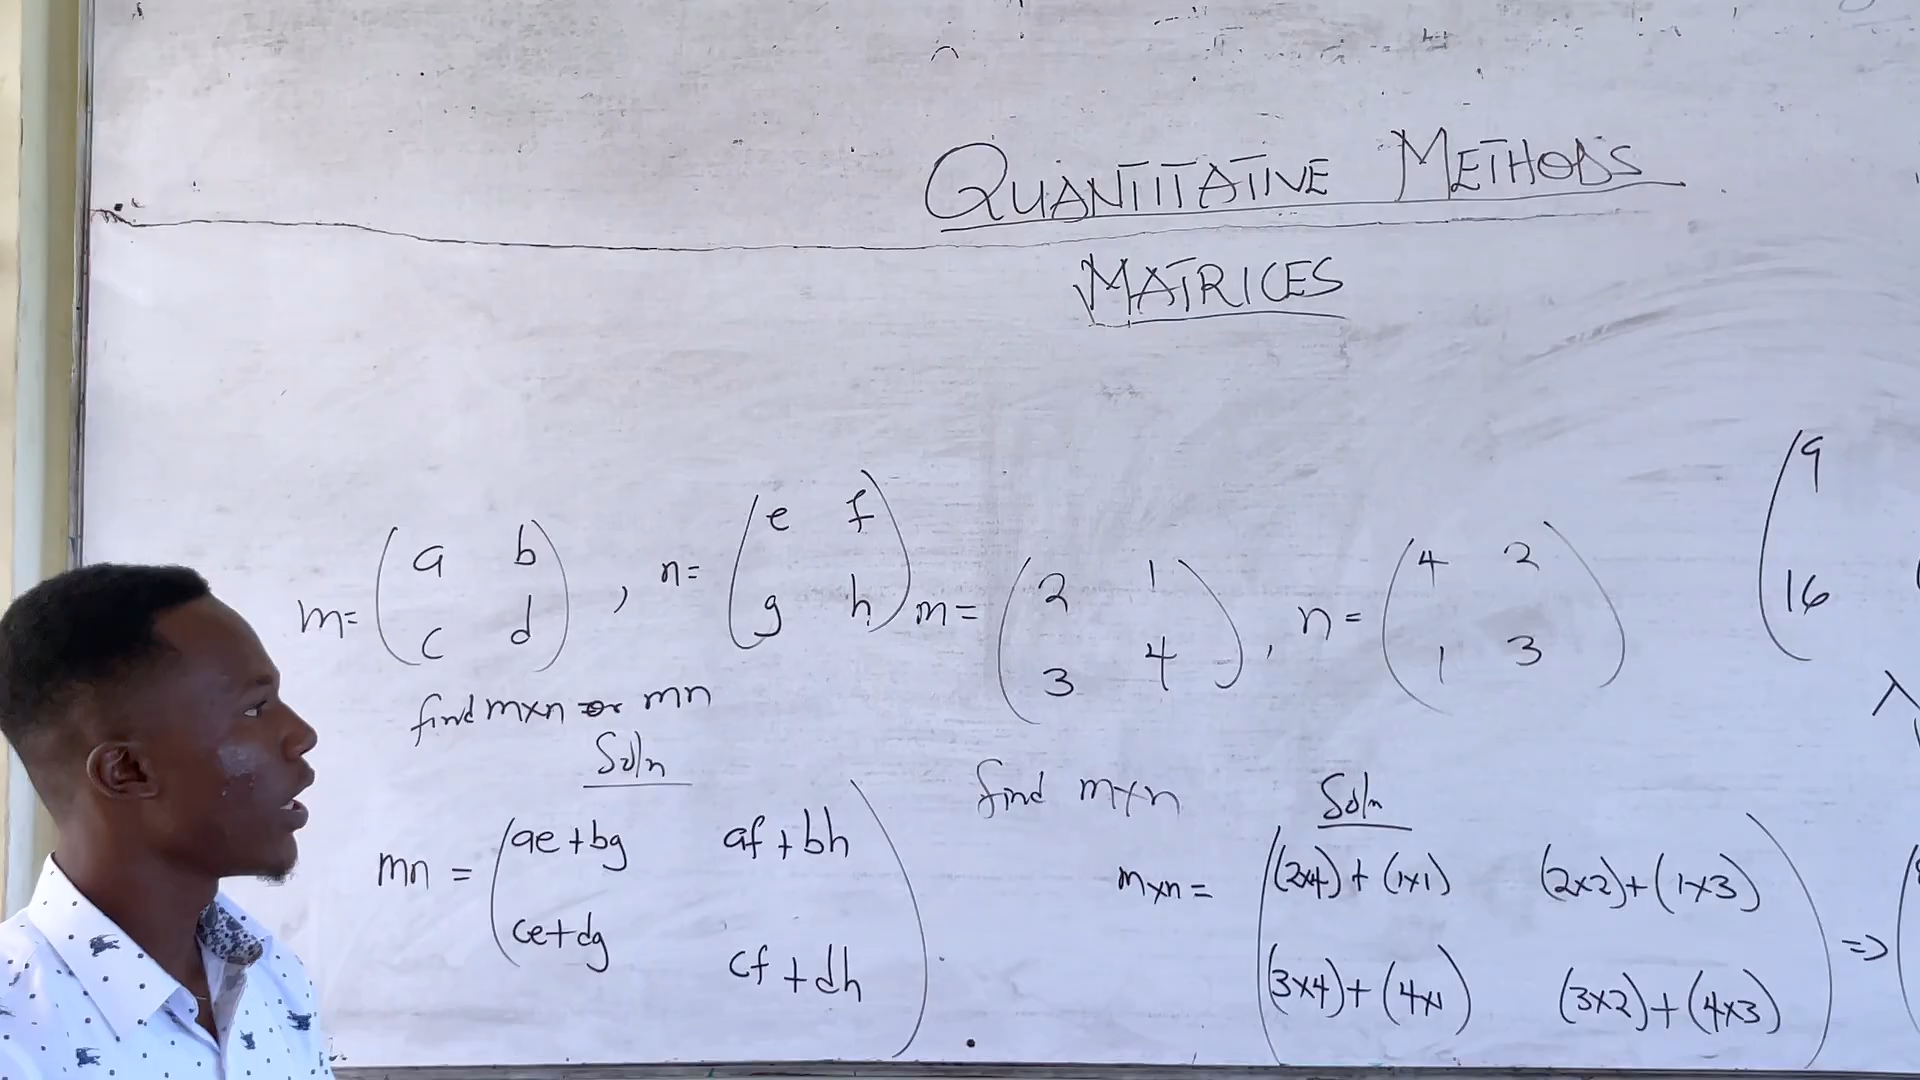 QUANTITATIVE METHODS
MATRICES
m= (a b
c d) , n= (e f
g h)
find mxn or mn
Soln
mn = (ae+bg af+bh
ce+dg cf+dh)
m= (2 1
3 4) , n= (4 2
1 3)
find mxn
Soln
mxn= ((2x4)+(1x1) (2x2)+(1x3)
(3x4)+(4x1) (3x2)+(4x3)) =>
(9
16